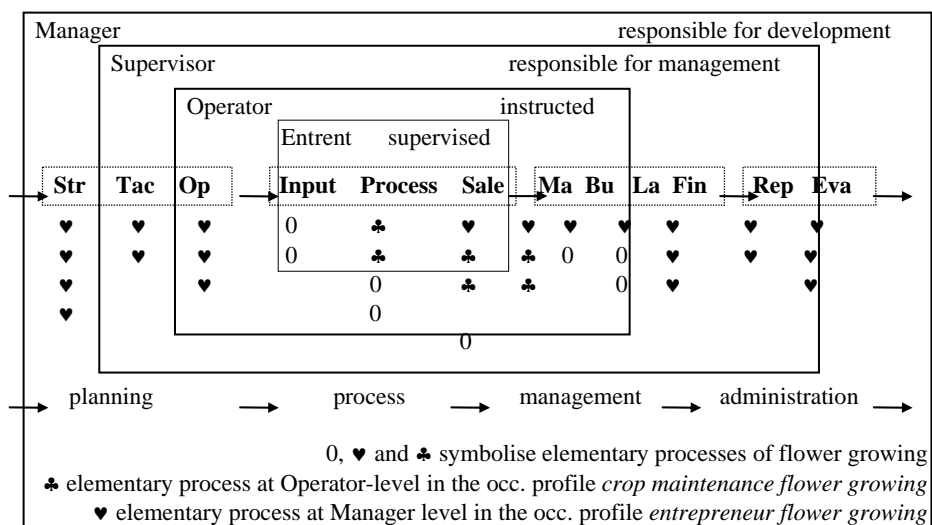 Manager responsible for development
Supervisor responsible for management
Operator instructed
Entrent supervised
Str Tac Op Input Process Sale Ma Bu La Fin Rep Eva
♥ ♥ ♥ 0 ♣ ♥ ♥ ♥ ♥ ♥ ♥ ♥
♥ ♥ ♥ 0 ♣ ♣ ♣ 0 0 ♥ ♥ ♥
♥ ♥ 0 ♣ ♣ 0 ♥ ♥
♥ 0
0
planning process management administration
0, ♥ and ♣ symbolise elementary processes of flower growing
♣ elementary process at Operator-level in the occ. profile crop maintenance flower growing
♥ elementary process at Manager level in the occ. profile entrepreneur flower growing